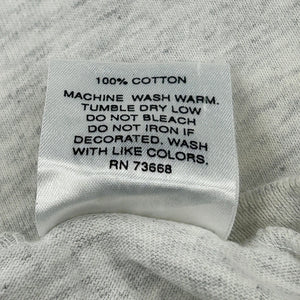 100% COTTON
MACHINE WASH WARM.
TUMBLE DRY LOW
DO NOT BLEACH
DO NOT IRON IF
DECORATED. WASH
WITH LIKE COLORS.
RN 73668